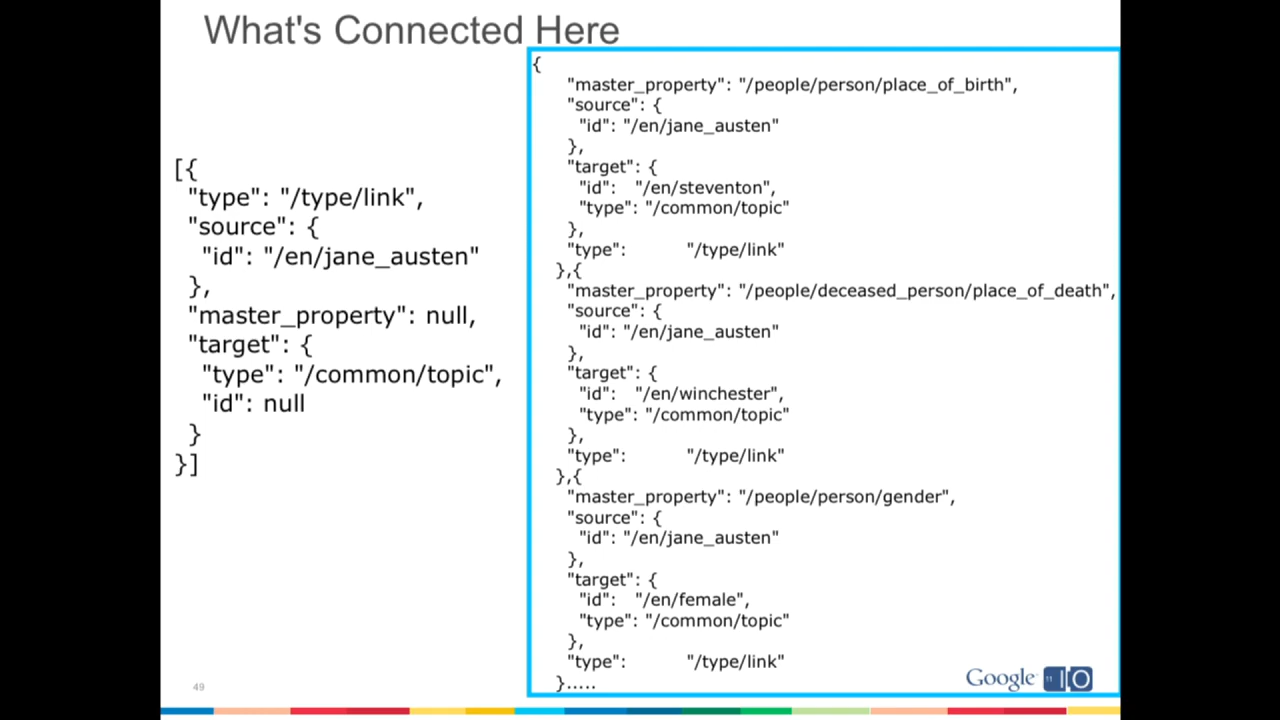 What's Connected Here
[{
"type": "/type/link",
"source": {
"id": "/en/jane_austen"
},
"master_property": null,
"target": {
"type": "/common/topic",
"id": null
}
}]
{
"master_property": "/people/person/place_of_birth",
"source": {
"id": "/en/jane_austen"
},
"target": {
"id": "/en/steventon",
"type": "/common/topic"
},
"type": "/type/link"
},{
"master_property": "/people/deceased_person/place_of_death",
"source": {
"id": "/en/jane_austen"
},
"target": {
"id": "/en/winchester",
"type": "/common/topic"
},
"type": "/type/link"
},{
"master_property": "/people/person/gender",
"source": {
"id": "/en/jane_austen"
},
"target": {
"id": "/en/female",
"type": "/common/topic"
},
"type": "/type/link"
}.....
49
Google "11 IO